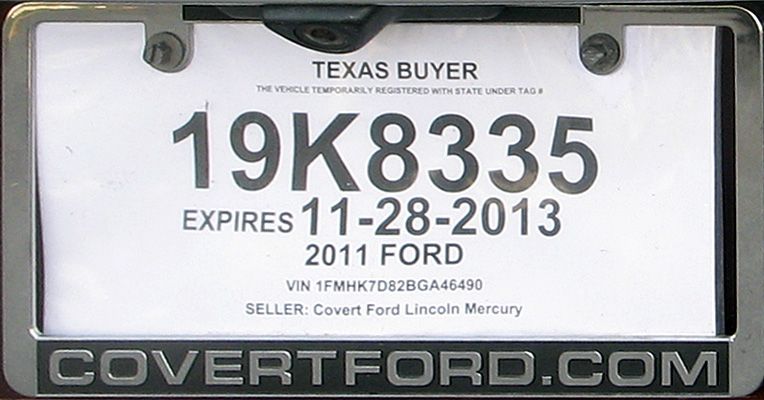 TEXAS BUYER
THE VEHICLE TEMPORARILY REGISTERED WITH STATE UNDER TAG #
19K8335
EXPIRES 11-28-2013
2011 FORD
VIN 1FMHK7D82BGA46490
SELLER: Covert Ford Lincoln Mercury
COVERTFORD.COM